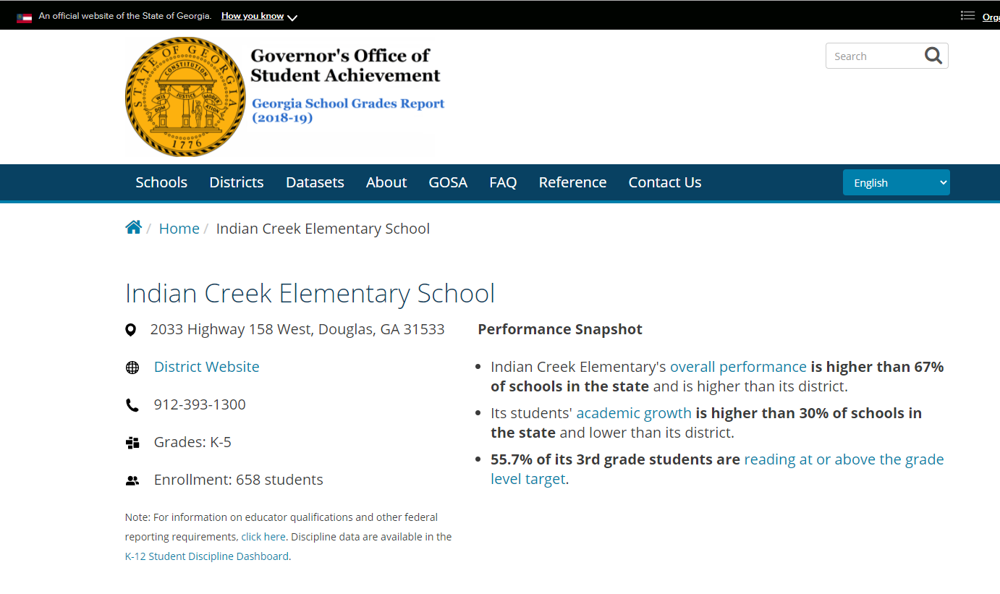 An official website of the State of Georgia. How you know
STATE OF GEORGIA
CONSTITUTION
WISDOM JUSTICE MODERATION
1776
Governor's Office of
Student Achievement
Georgia School Grades Report
(2018-19)
Search
Schools Districts Datasets About GOSA FAQ Reference Contact Us English
/ Home / Indian Creek Elementary School
Indian Creek Elementary School
2033 Highway 158 West, Douglas, GA 31533
District Website
912-393-1300
Grades: K-5
Enrollment: 658 students
Note: For information on educator qualifications and other federal
reporting requirements, click here. Discipline data are available in the
K-12 Student Discipline Dashboard.
Performance Snapshot
Indian Creek Elementary's overall performance is higher than 67%
of schools in the state and is higher than its district.
Its students' academic growth is higher than 30% of schools in
the state and lower than its district.
55.7% of its 3rd grade students are reading at or above the grade
level target.